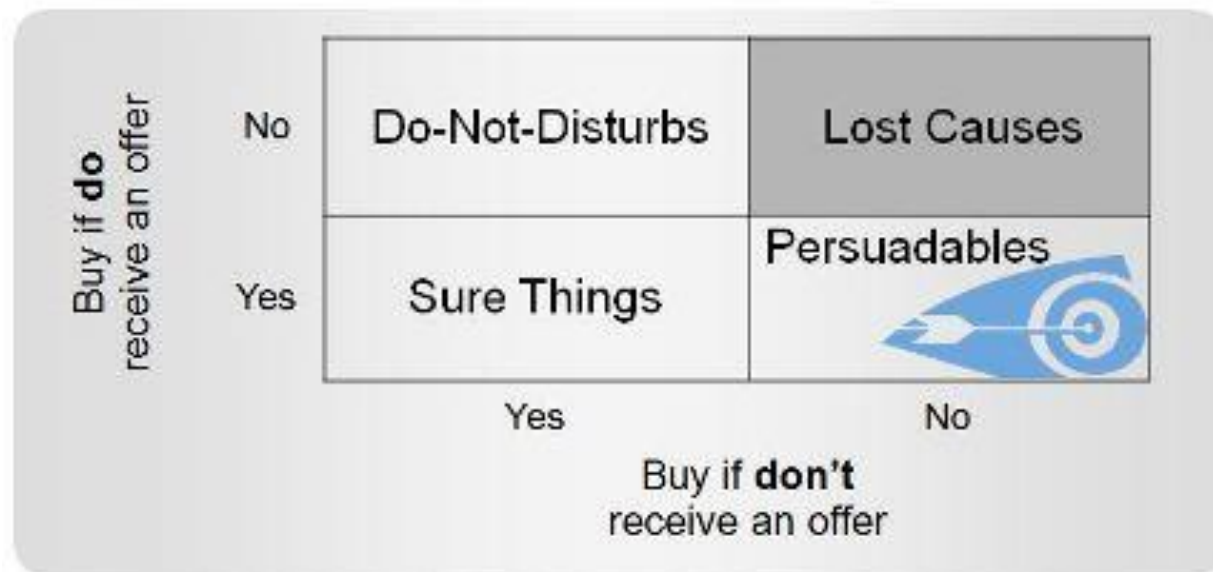 Buy if do
receive an offer
No
Do-Not-Disturbs
Lost Causes
Yes
Sure Things
Persuadables
Yes
No
Buy if don't
receive an offer